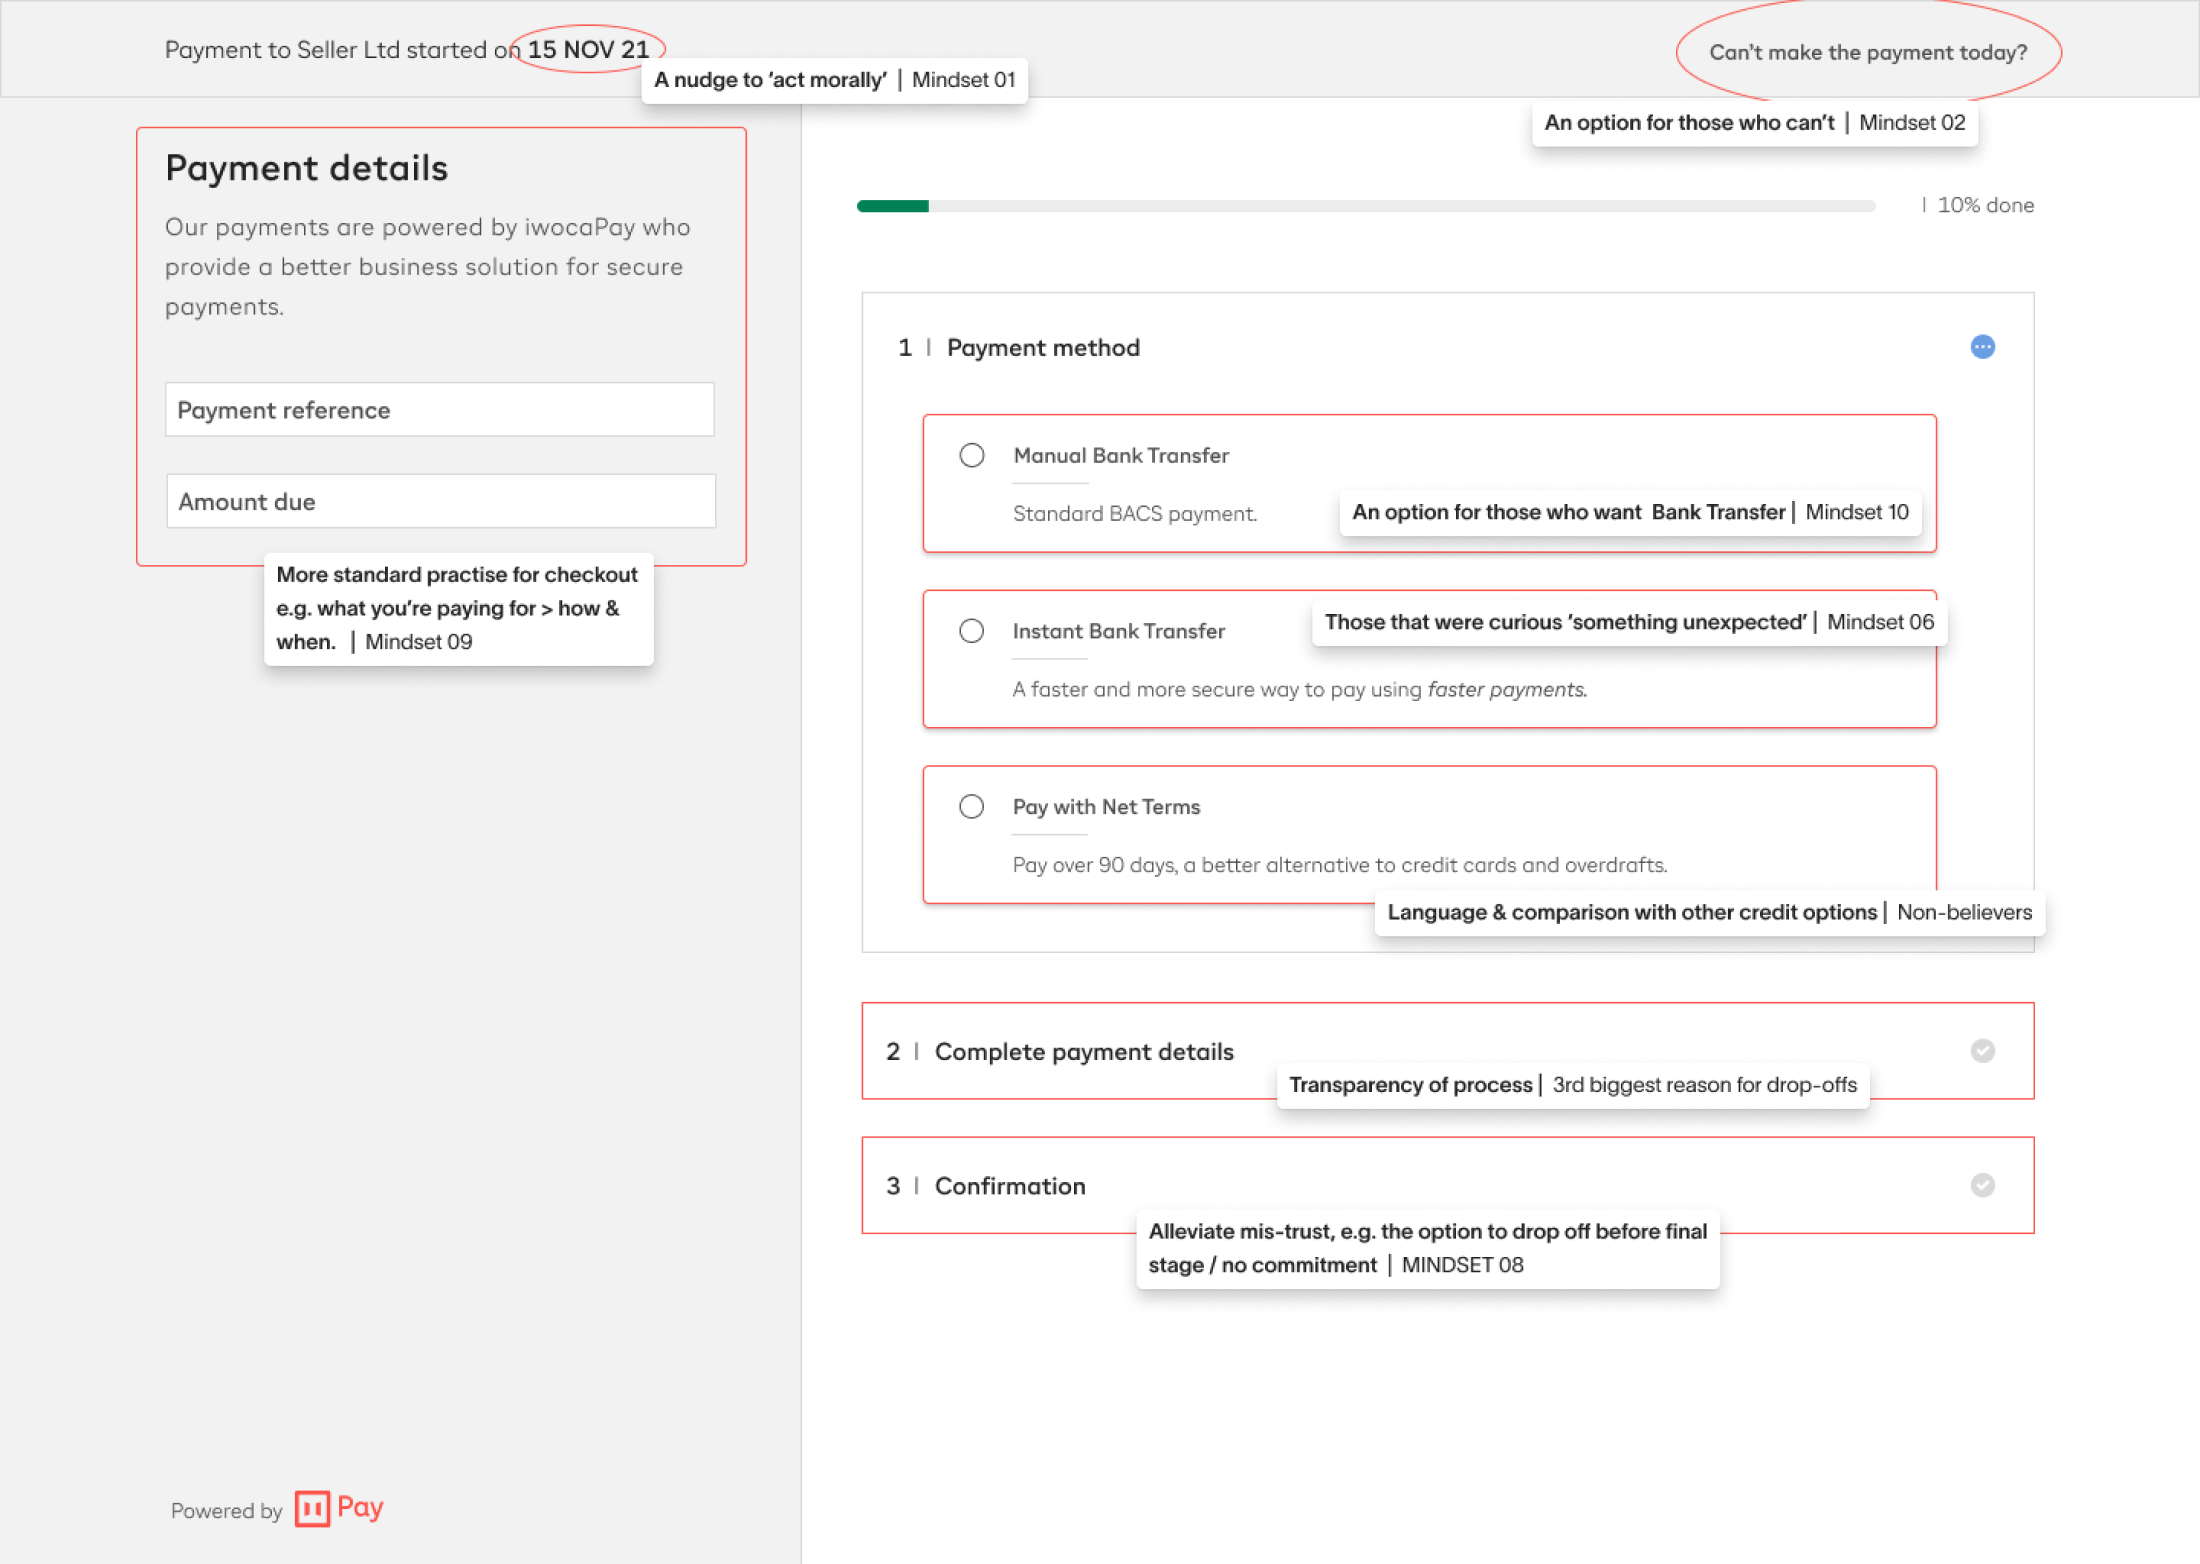 Payment to Seller Ltd started on 15 NOV 21
A nudge to ‘act morally’ | Mindset 01
Can’t make the payment today?
An option for those who can’t | Mindset 02
Payment details
Our payments are powered by iwocaPay who
provide a better business solution for secure
payments.
Payment reference
Amount due
More standard practise for checkout
e.g. what you’re paying for > how &
when. | Mindset 09
| 10% done
1 | Payment method
Manual Bank Transfer
Standard BACS payment.
An option for those who want Bank Transfer | Mindset 10
Instant Bank Transfer
Those that were curious ‘something unexpected’ | Mindset 06
A faster and more secure way to pay using faster payments.
Pay with Net Terms
Pay over 90 days, a better alternative to credit cards and overdrafts.
Language & comparison with other credit options | Non-believers
2 | Complete payment details
Transparency of process | 3rd biggest reason for drop-offs
3 | Confirmation
Alleviate mis-trust, e.g. the option to drop off before final
stage / no commitment | MINDSET 08
Powered by Pay